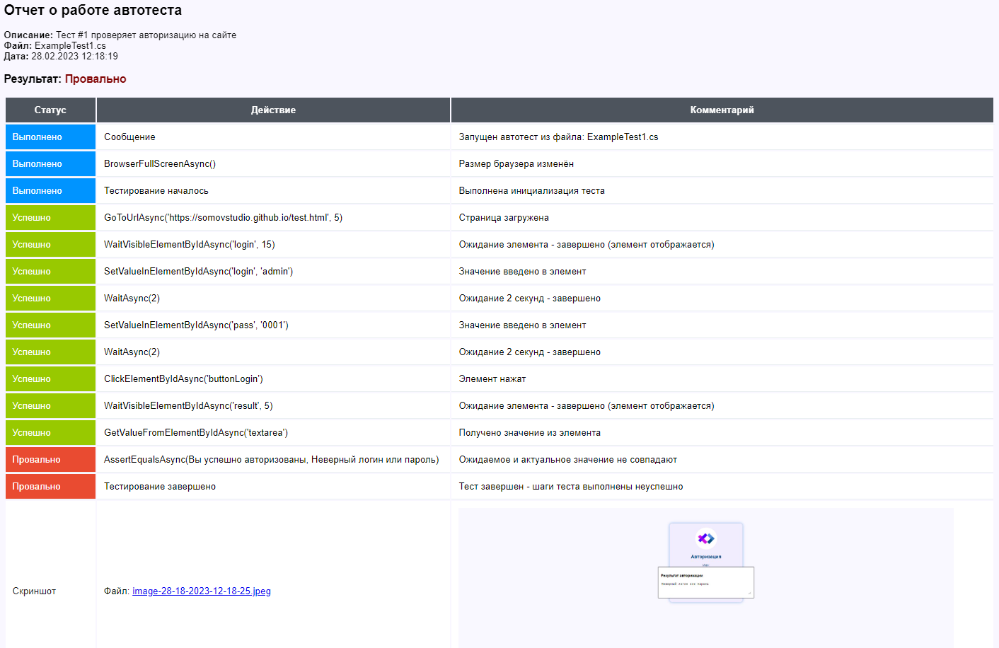 Отчет о работе автотеста
Описание: Тест #1 проверяет авторизацию на сайте
Файл: ExampleTest1.cs
Дата: 28.02.2023 12:18:19
Результат: Провально
Статус Действие Комментарий
Выполнено Сообщение Запущен автотест из файла: ExampleTest1.cs
Выполнено BrowserFullScreenAsync() Размер браузера изменён
Выполнено Тестирование началось Выполнена инициализация теста
Успешно GoToUrlAsync('https://somovstudio.github.io/test.html', 5) Страница загружена
Успешно WaitVisibleElementByIdAsync('login', 15) Ожидание элемента - завершено (элемент отображается)
Успешно SetValueInElementByIdAsync('login', 'admin') Значение введено в элемент
Успешно WaitAsync(2) Ожидание 2 секунд - завершено
Успешно SetValueInElementByIdAsync('pass', '0001') Значение введено в элемент
Успешно WaitAsync(2) Ожидание 2 секунд - завершено
Успешно ClickElementByIdAsync('buttonLogin') Элемент нажат
Успешно WaitVisibleElementByIdAsync('result', 5) Ожидание элемента - завершено (элемент отображается)
Успешно GetValueFromElementByIdAsync('textarea') Получено значение из элемента
Провально AssertEqualsAsync(Вы успешно авторизованы, Неверный логин или пароль) Ожидаемое и актуальное значение не совпадают
Провально Тестирование завершено Тест завершен - шаги теста выполнены неуспешно
Авторизация
Результат авторизации
Неверный логин или пароль
Скриншот Файл: image-28-18-2023-12-18-25.jpeg